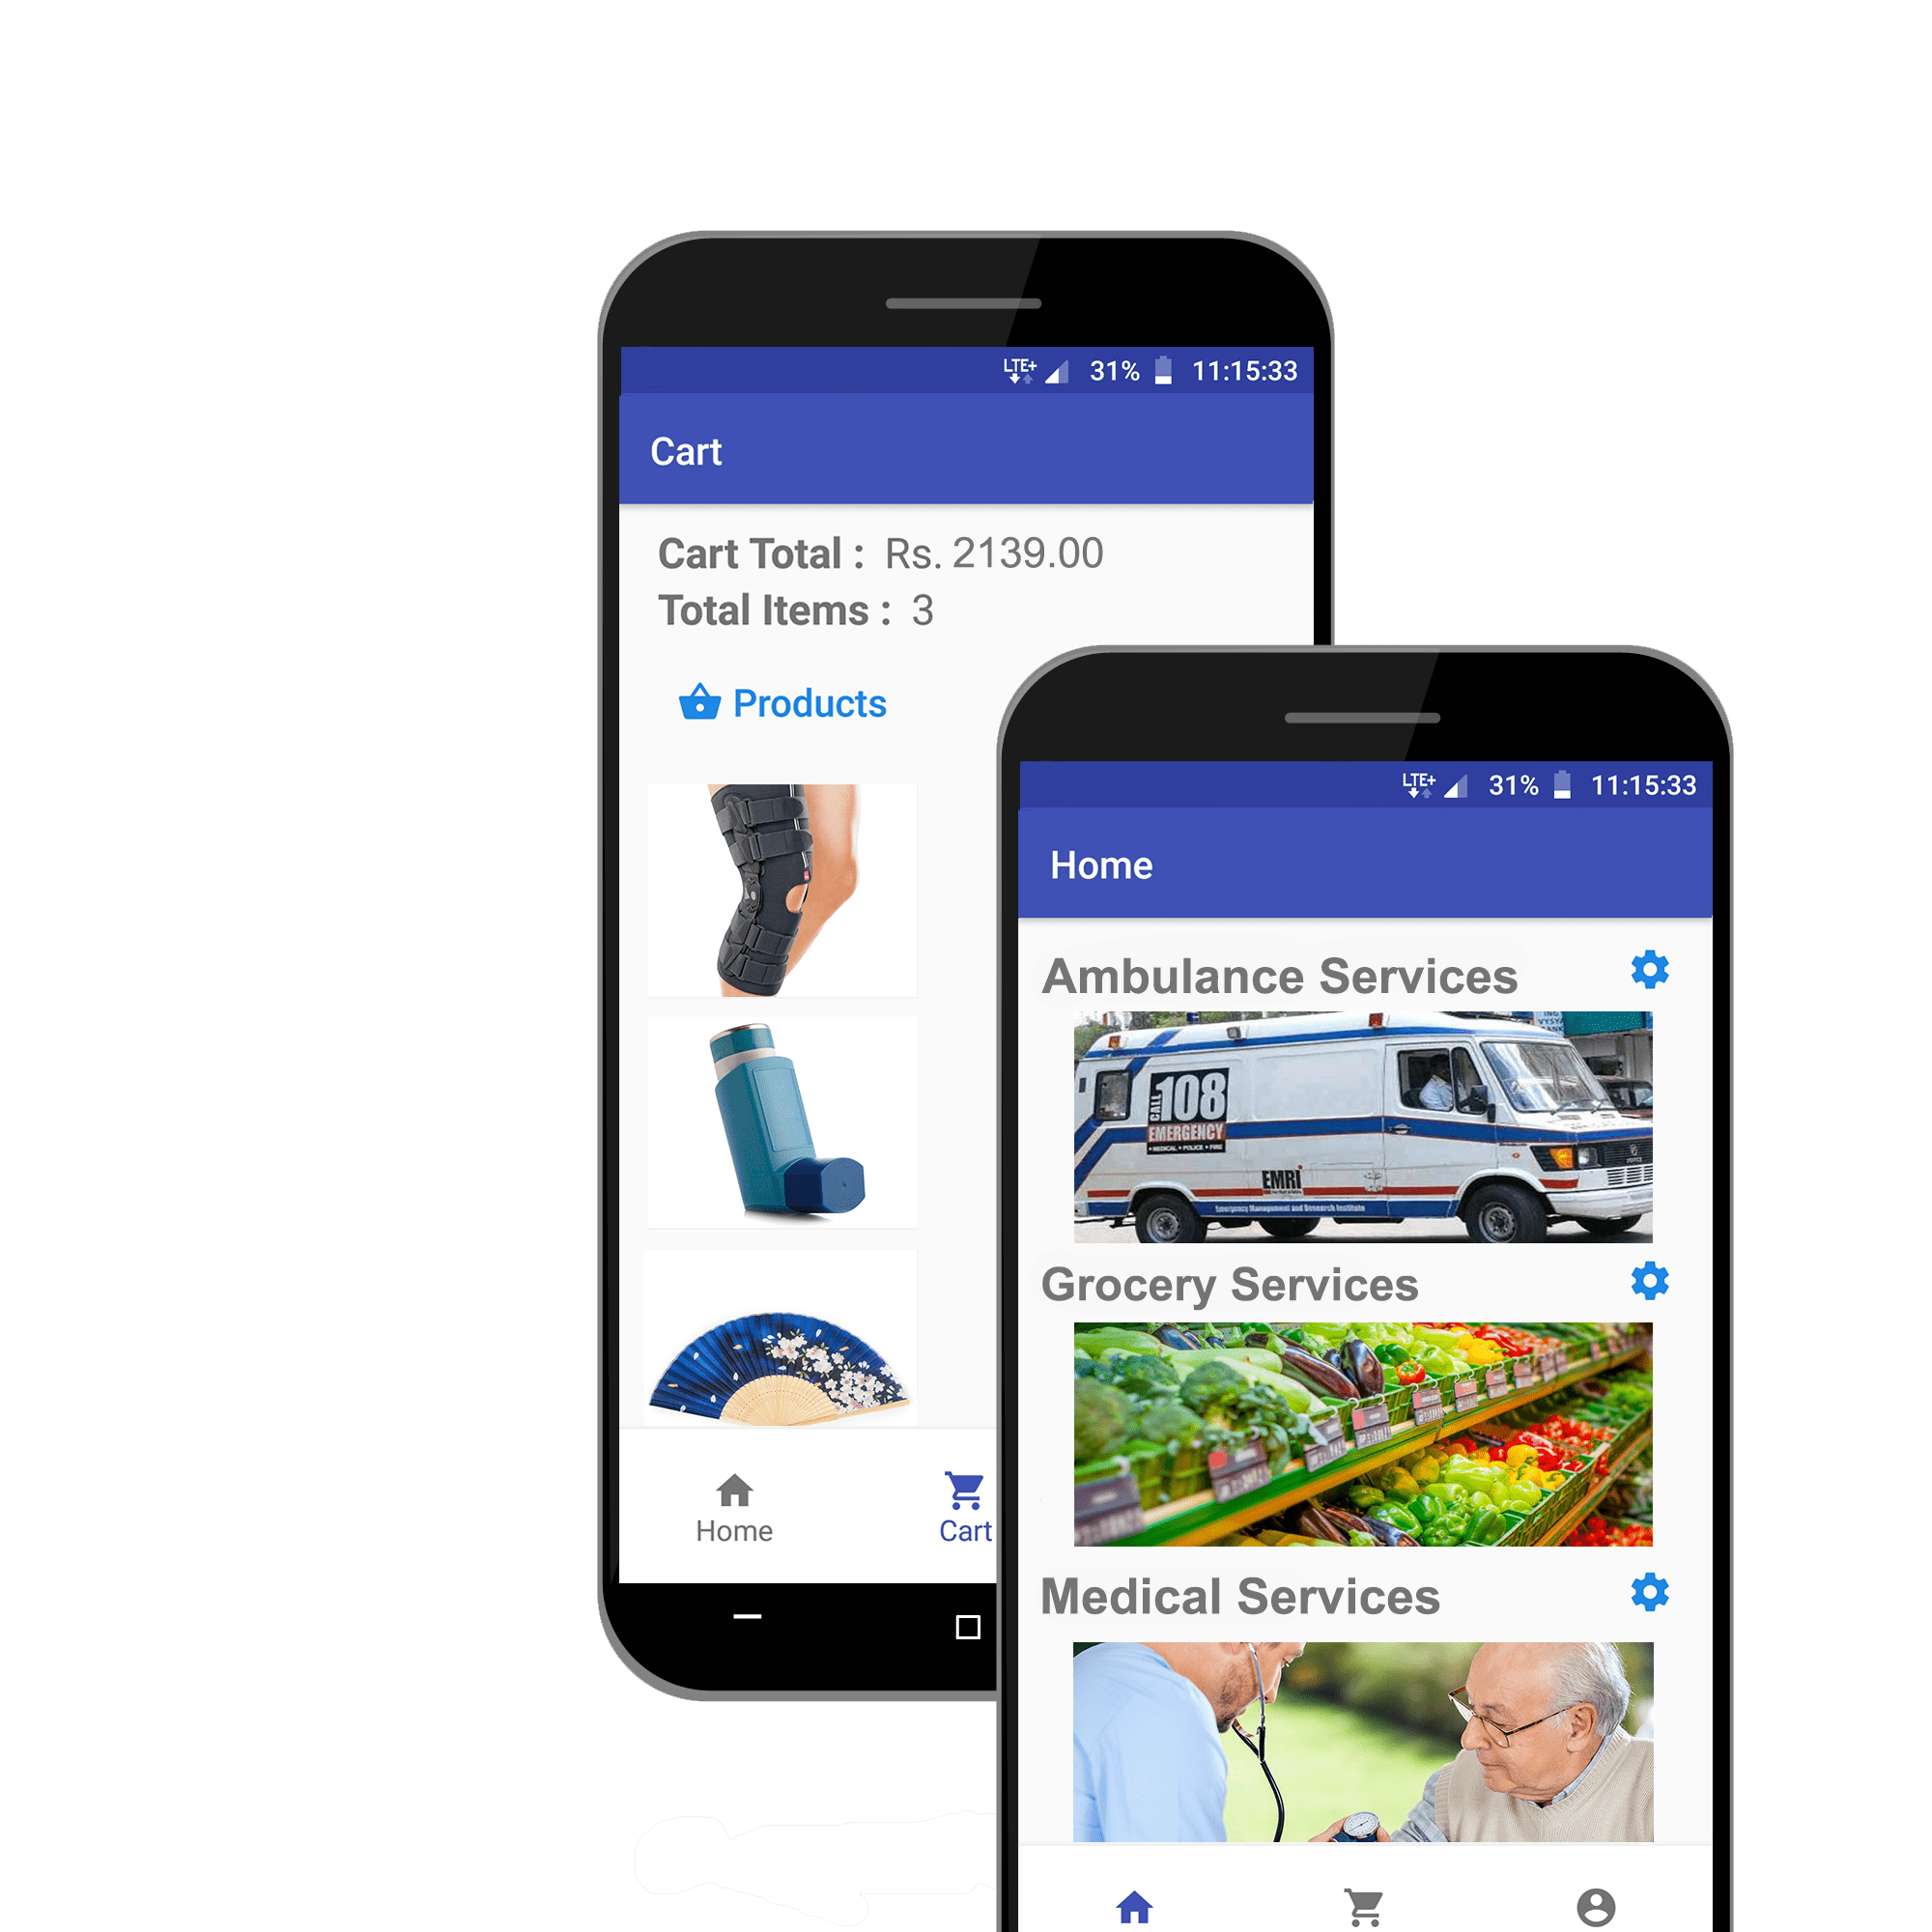 LTE+ 31% 11:15:33
Cart
Cart Total : Rs. 2139.00
Total Items : 3
Products
Home
Cart
LTE+ 31% 11:15:33
Home
Ambulance Services
CALL 108
EMERGENCY
• MEDICAL • POLICE • FIRE
EMRI
Emergency Management and Research Institute
Grocery Services
Medical Services